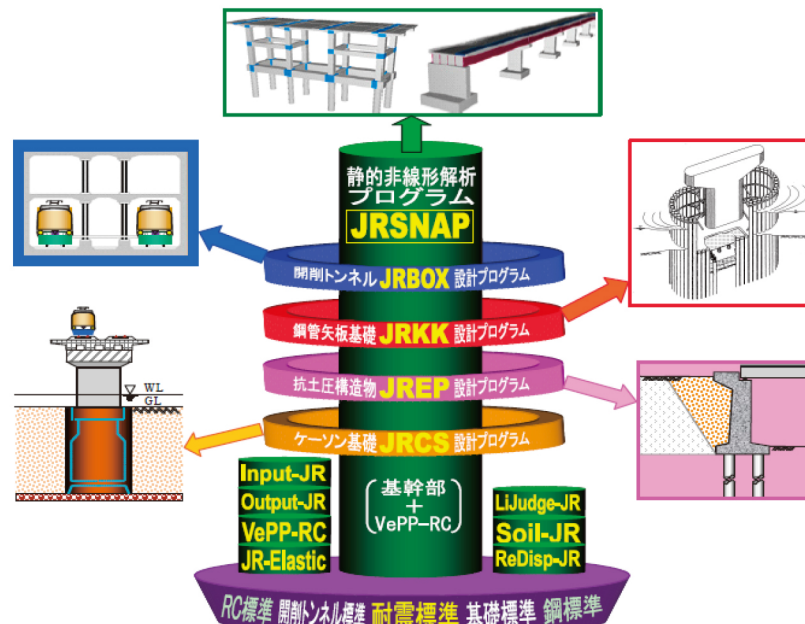 静的非線形解析
プログラム
JRSNAP
開削トンネル JRBOX 設計プログラム
鋼管矢板基礎 JRKK 設計プログラム
抗土圧構造物 JREP 設計プログラム
WL
GL
ケーソン基礎 JRCS 設計プログラム
Input-JR
Output-JR
VePP-RC
JR-Elastic
(基幹部
+
VePP-RC)
LiJudge-JR
Soil-JR
ReDisp-JR
RC標準 開削トンネル標準 耐震標準 基礎標準 鋼標準